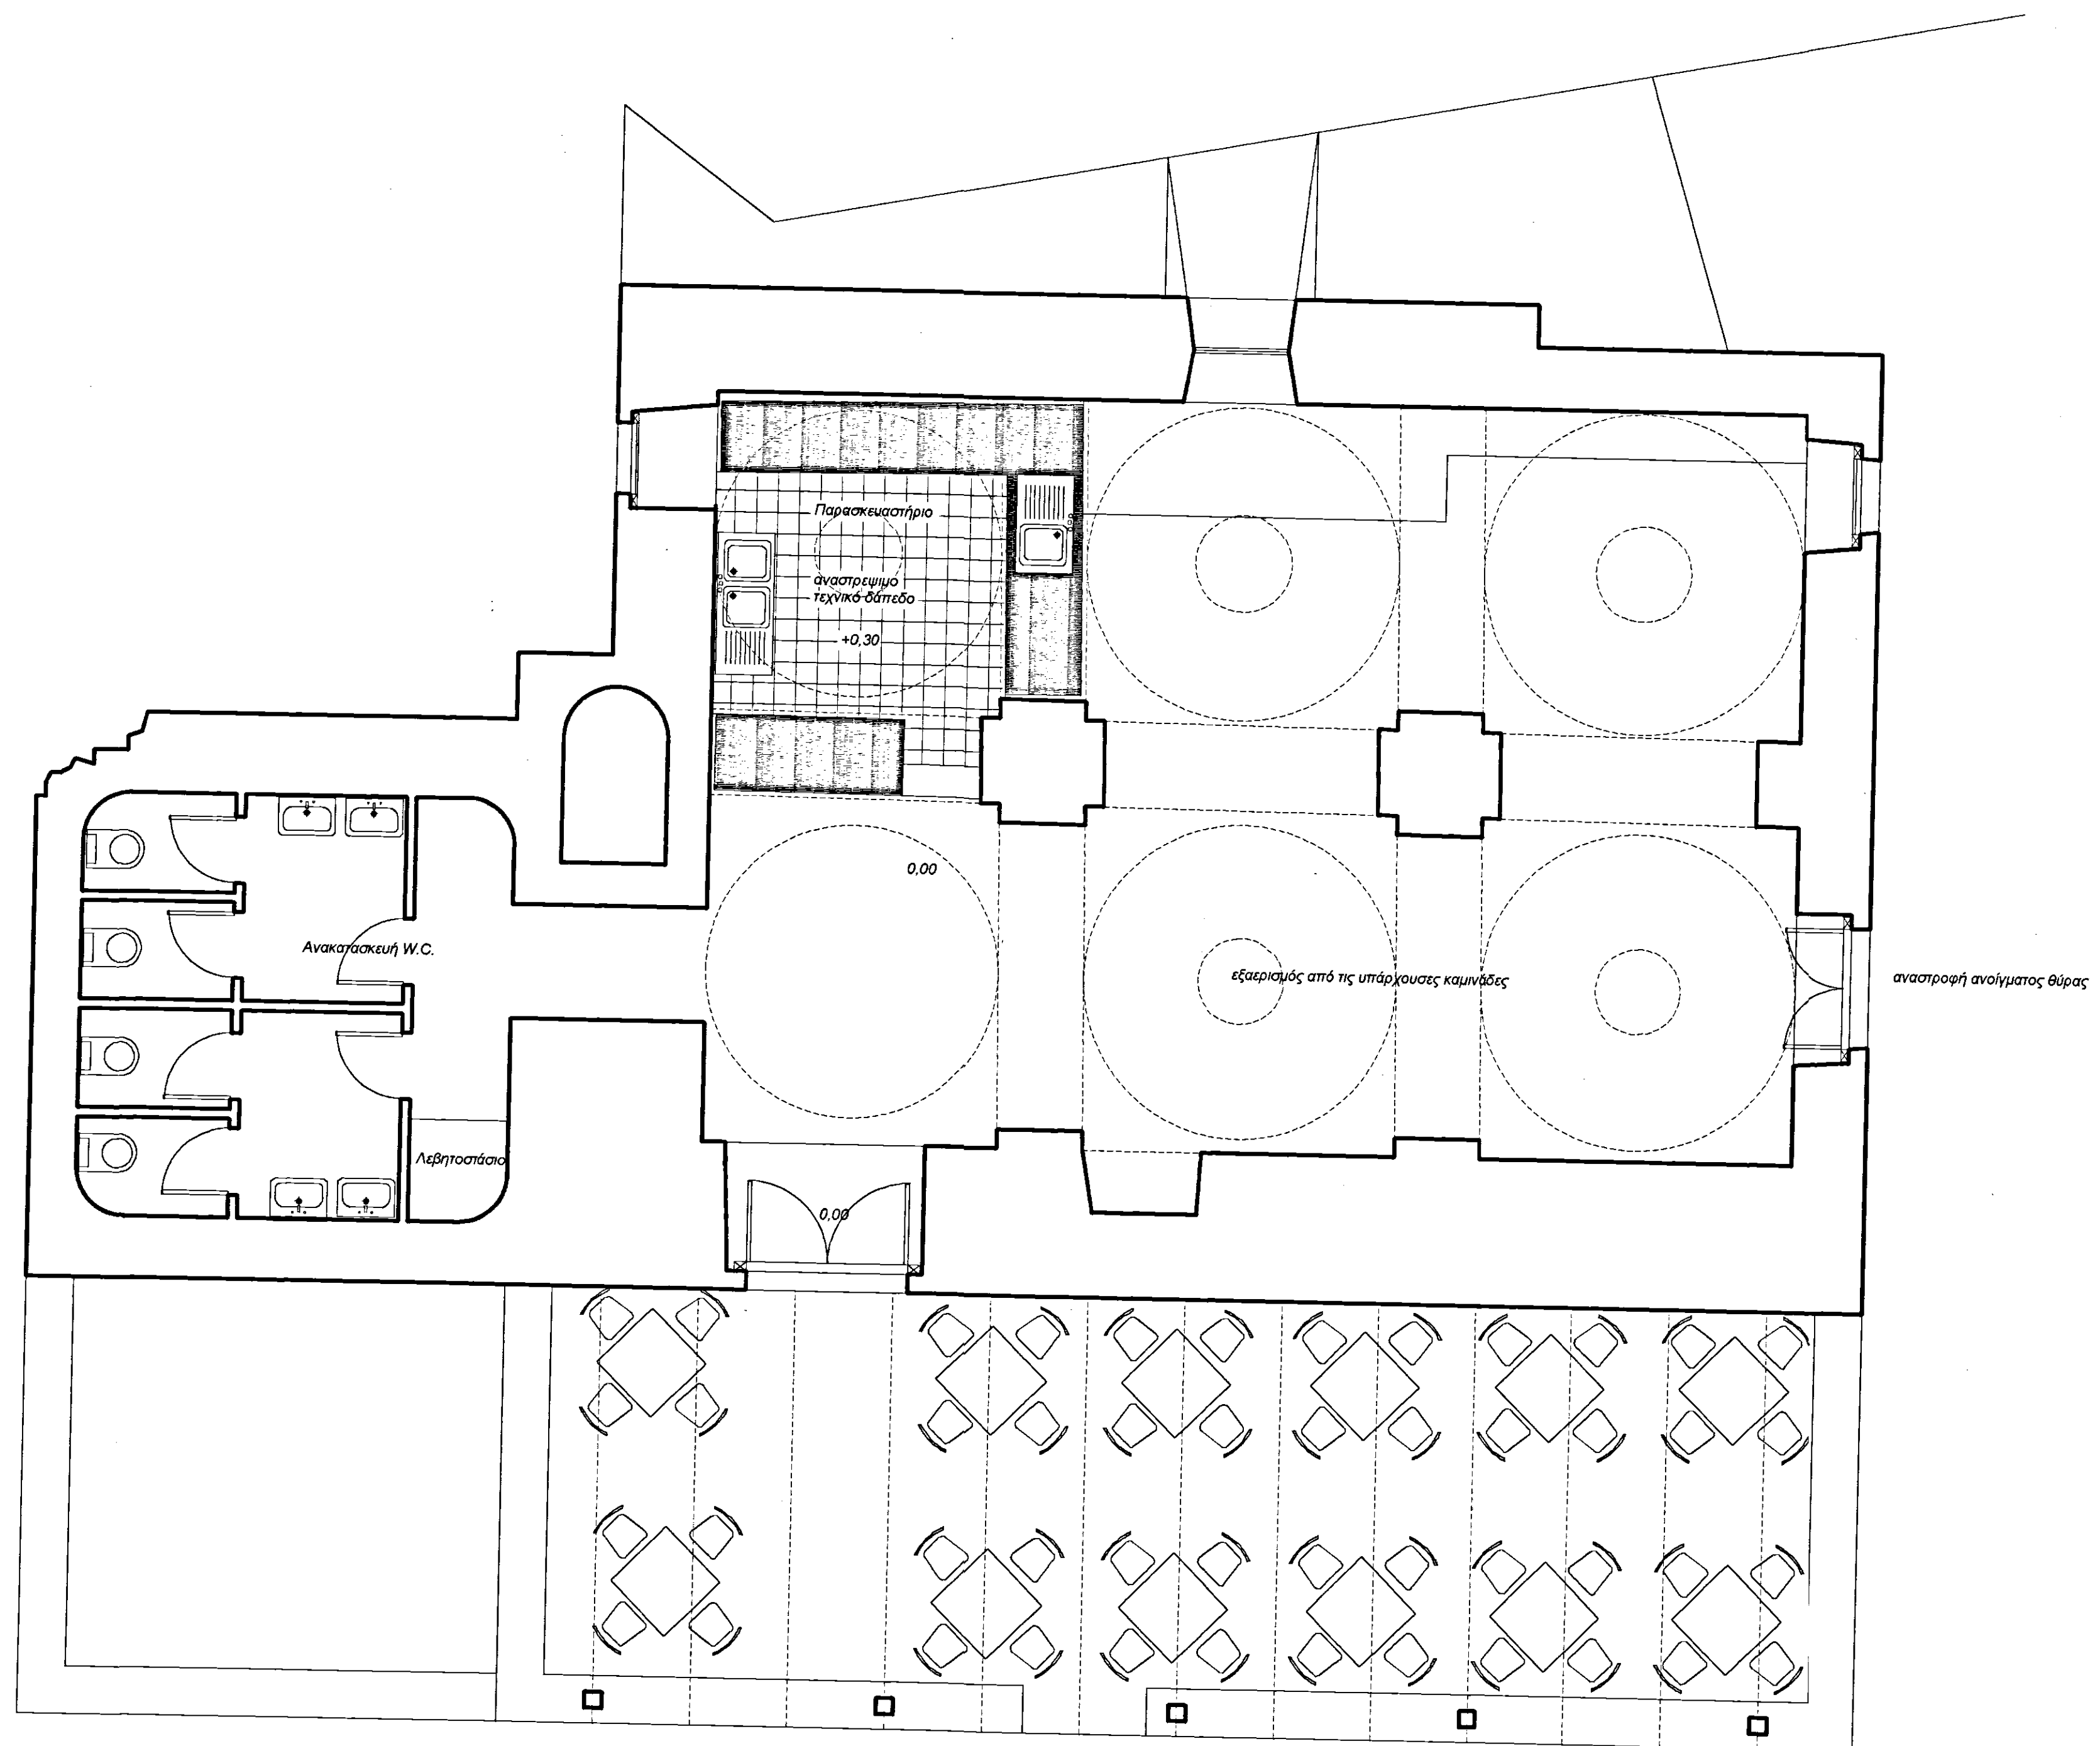 Παρασκευαστήριο
αναστρεψιμο
τεχνικό δάπεδο
+0,30
0,00
Ανακατασκευή W.C.
εξαερισμός από τις υπάρχουσες καμινάδες
αναστροφή ανοίγματος θύρας
Λεβητοστάσιο
0,00